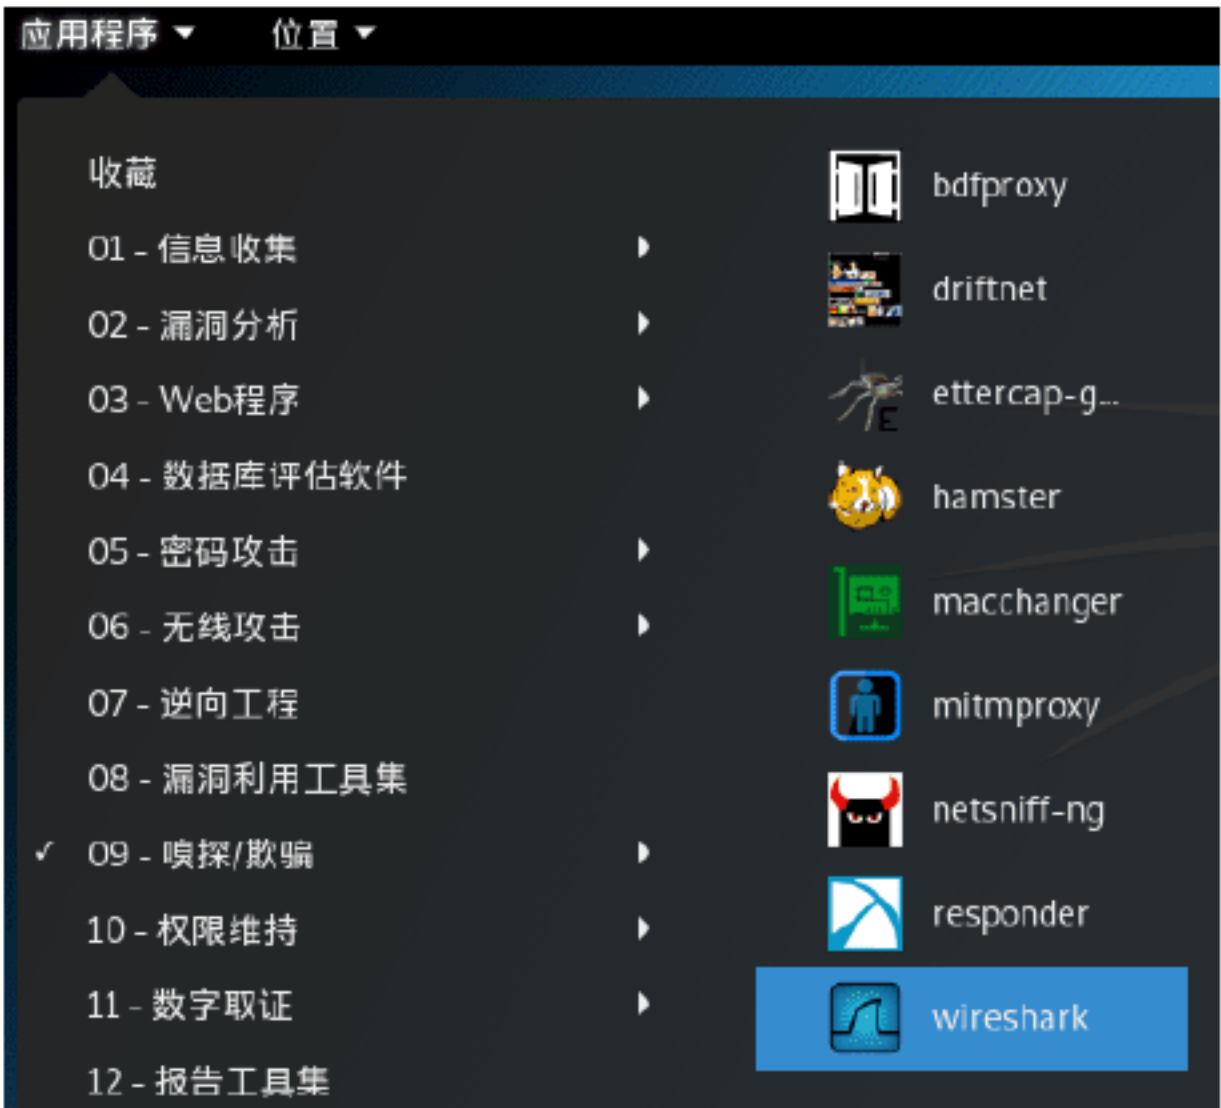 应用程序 位置
收藏
01 - 信息收集
02 - 漏洞分析
03 - Web程序
04 - 数据库评估软件
05 - 密码攻击
06 - 无线攻击
07 - 逆向工程
08 - 漏洞利用工具集
09 - 嗅探/欺骗
10 - 权限维持
11 - 数字取证
12 - 报告工具集
bdfproxy
driftnet
ettercap-g...
hamster
macchanger
mitmproxy
netsniff-ng
responder
wireshark